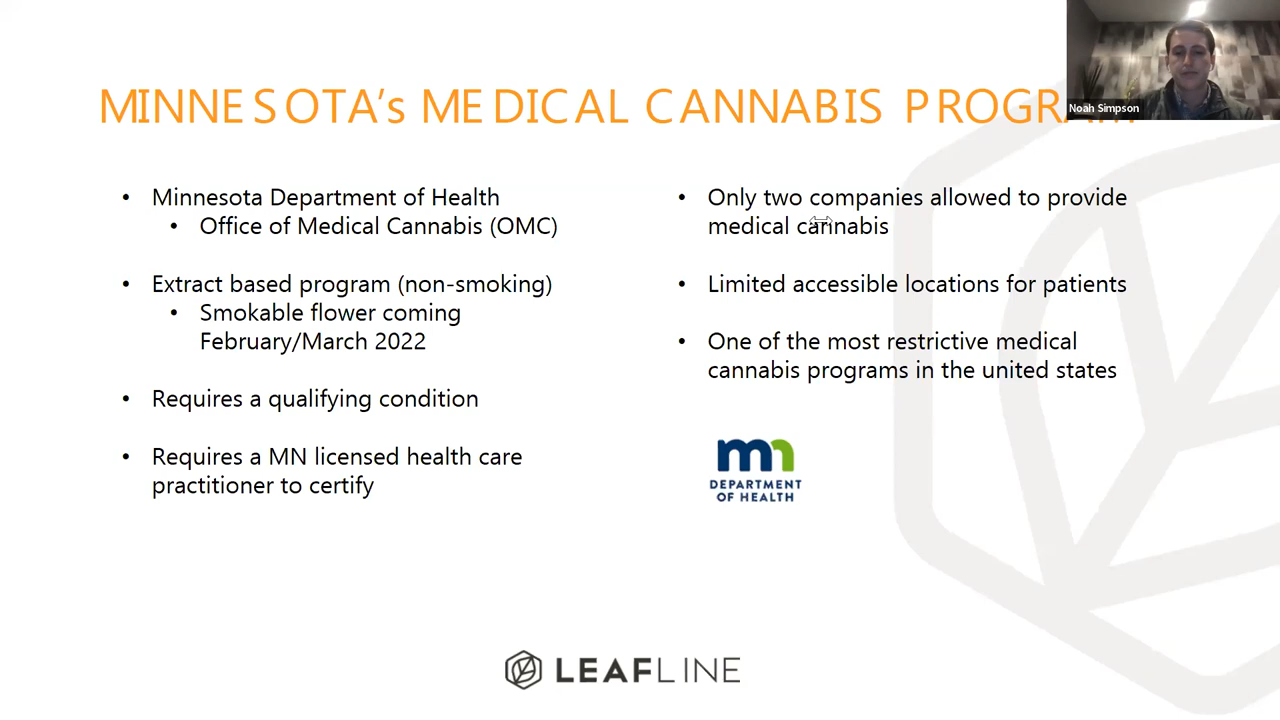 MINNESOTA's MEDICAL CANNABIS PROGRAM
Noah Simpson
• Minnesota Department of Health
• Office of Medical Cannabis (OMC)
• Extract based program (non-smoking)
• Smokable flower coming
February/March 2022
• Requires a qualifying condition
• Requires a MN licensed health care
practitioner to certify
• Only two companies allowed to provide
medical cannabis
• Limited accessible locations for patients
• One of the most restrictive medical
cannabis programs in the united states
mn
DEPARTMENT
OF HEALTH
LEAFLINE